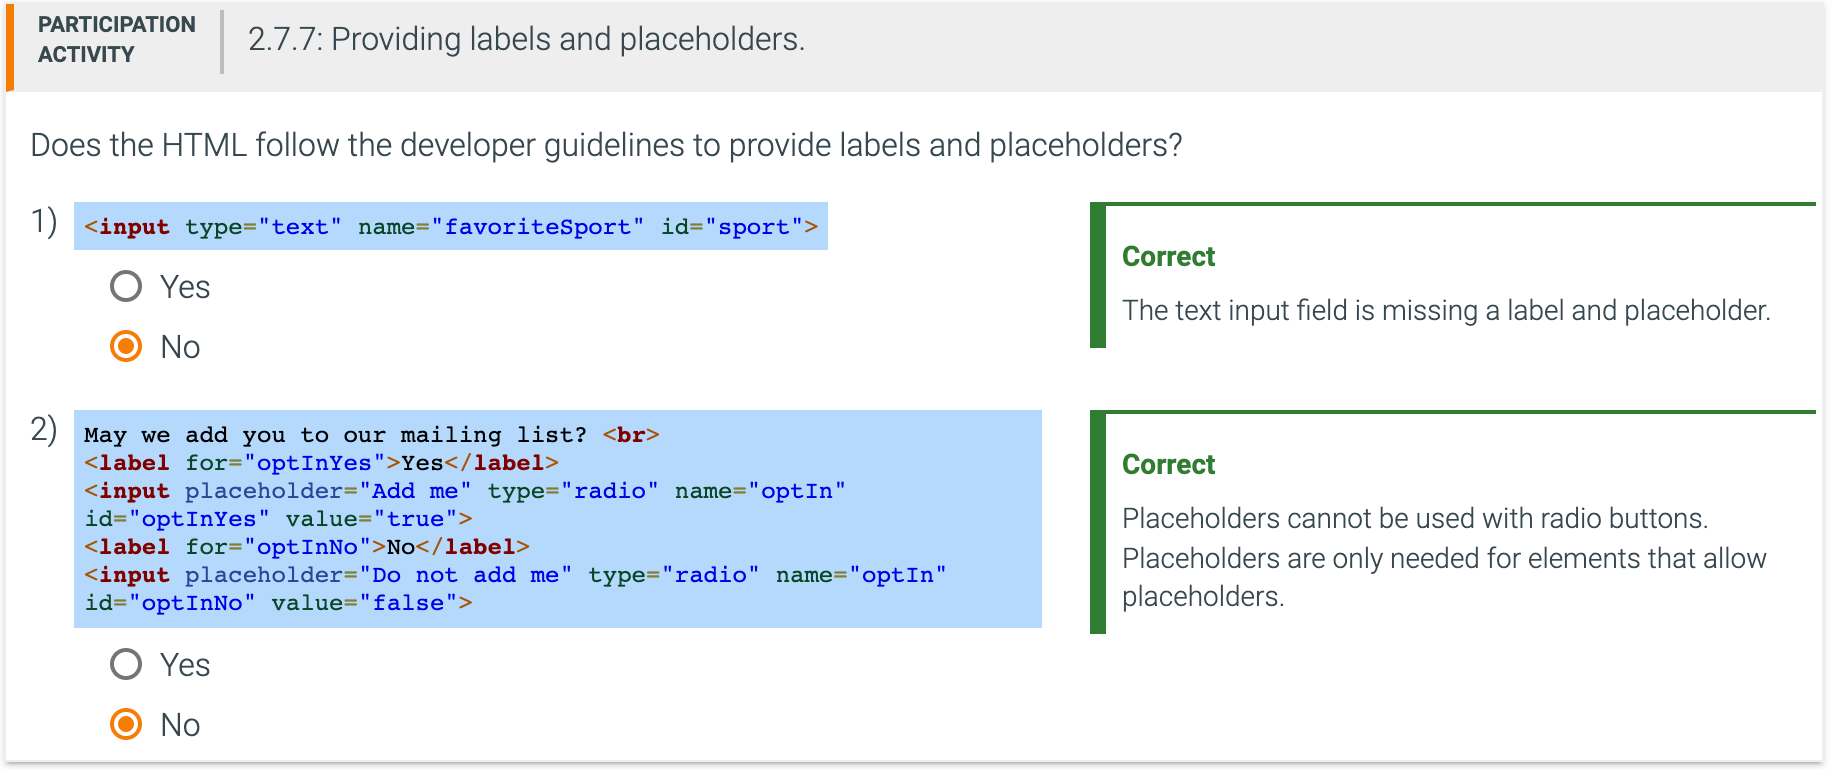 PARTICIPATION
ACTIVITY
2.7.7: Providing labels and placeholders.
Does the HTML follow the developer guidelines to provide labels and placeholders?
1)
<input type="text" name="favoriteSport" id="sport">
Yes
No
Correct
The text input field is missing a label and placeholder.
2)
May we add you to our mailing list? <br>
<label for="optInYes">Yes</label>
<input placeholder="Add me" type="radio" name="optIn"
id="optInYes" value="true">
<label for="optInNo">No</label>
<input placeholder="Do not add me" type="radio" name="optIn"
id="optInNo" value="false">
Yes
No
Correct
Placeholders cannot be used with radio buttons.
Placeholders are only needed for elements that allow
placeholders.